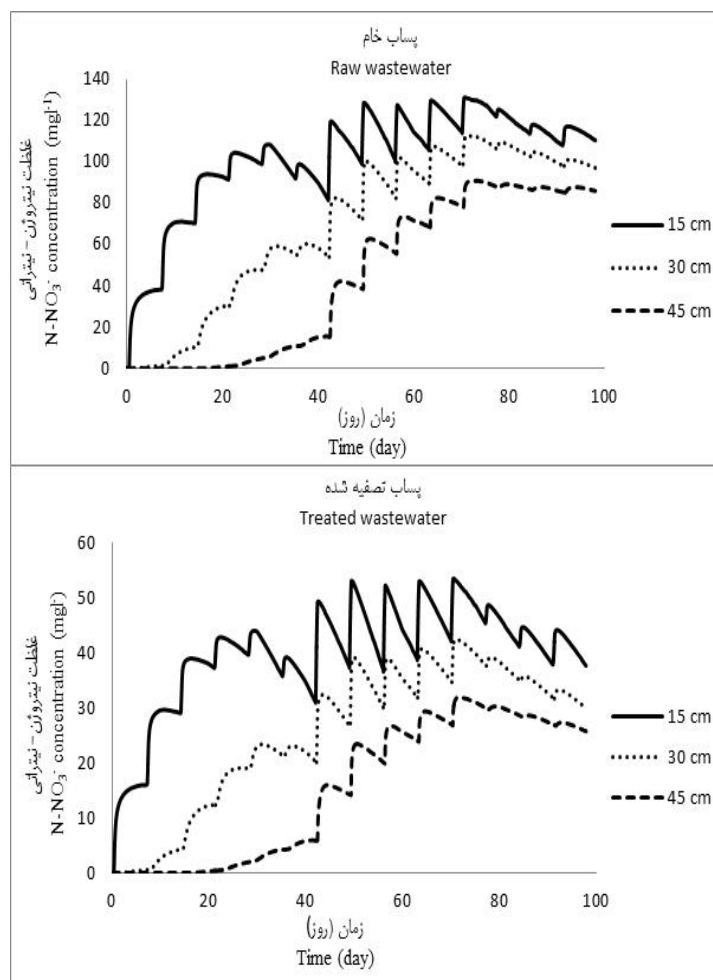 پساب خام
Raw wastewater
غلظت نیتروژن – نیتراتی
N-NO₃⁻ concentration (mgl⁻¹)
140
120
100
80
60
40
20
0
0 20 40 60 80 100
زمان (روز)
Time (day)
15 cm
30 cm
45 cm
پساب تصفیه شده
Treated wastewater
غلظت نیتروژن – نیتراتی
N-NO₃⁻ concentration (mgl⁻)
60
50
40
30
20
10
0
0 20 40 60 80 100
زمان (روز)
Time (day)
15 cm
30 cm
45 cm